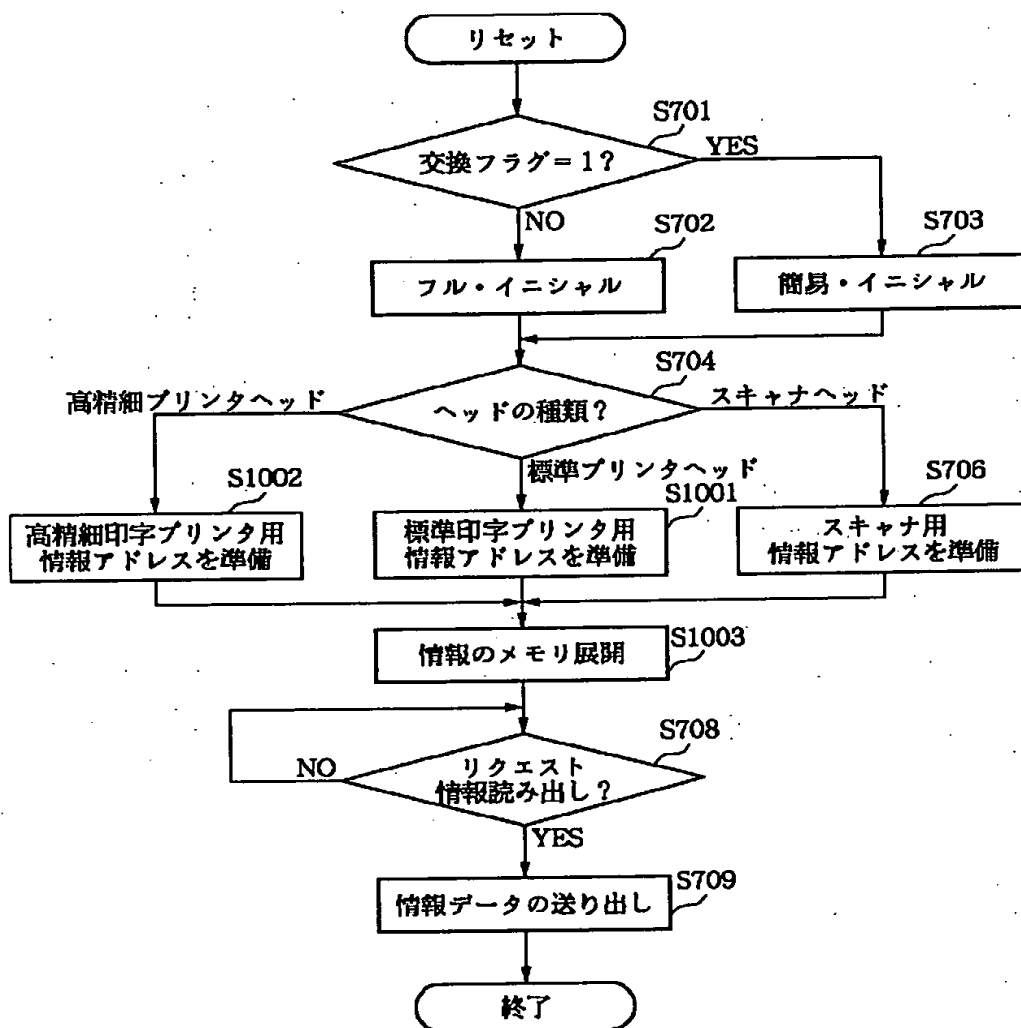 リセット
S701
交換フラグ=1?
YES
NO
S702
S703
フル・イニシャル
簡易・イニシャル
S704
高精細プリンタヘッド
ヘッドの種類?
スキャナヘッド
標準プリンタヘッド
S1002
S1001
S706
高精細印字プリンタ用
情報アドレスを準備
標準印字プリンタ用
情報アドレスを準備
スキャナ用
情報アドレスを準備
情報のメモリ展開
S1003
S708
リクエスト
情報読み出し?
NO
YES
S709
情報データの送り出し
終了